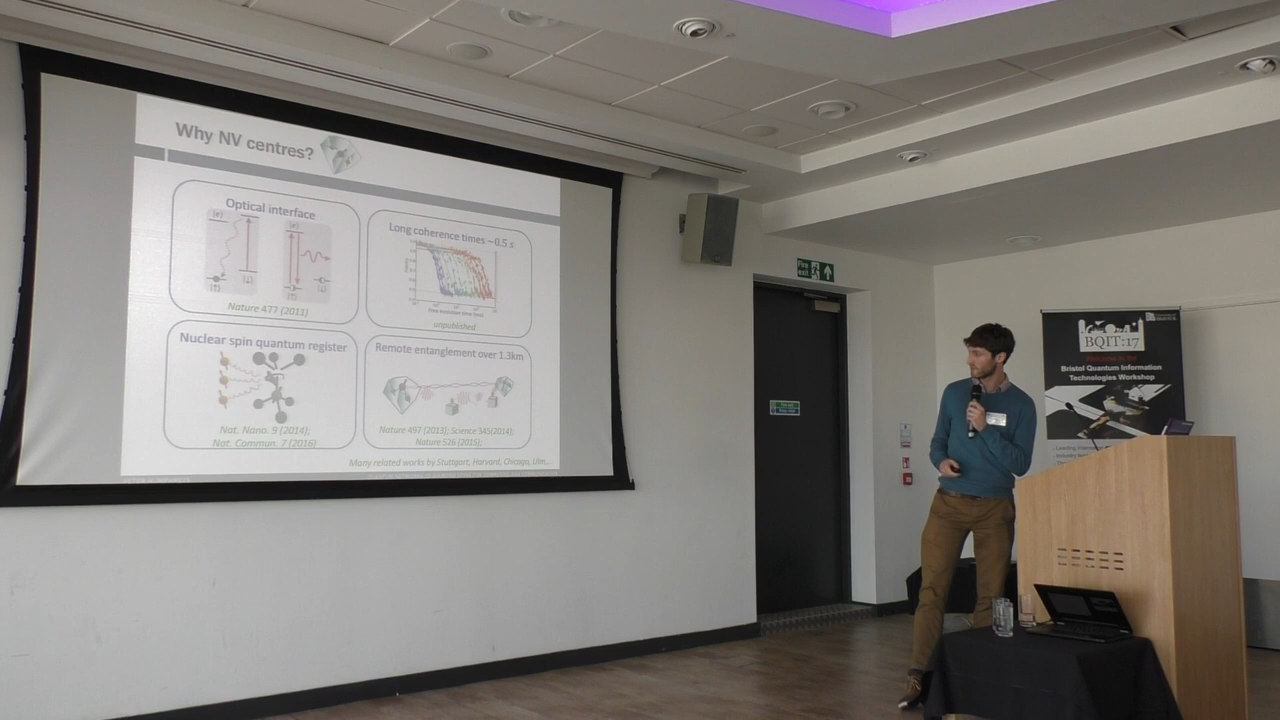 Why NV centres?
Optical interface
Nature 477 (2011)
Long coherence times ~0.5 s
unpublished
Nuclear spin quantum register
Nat. Nano. 9 (2014);
Nat. Commun. 7 (2016)
Remote entanglement over 1.3km
Nature 497 (2013); Science 345(2014);
Nature 526 (2015);
Many related works by Stuttgart, Harvard, Chicago, Ulm,...
Fire
exit
BQIT:17
Welcome to the
Bristol Quantum Information
Technologies Workshop